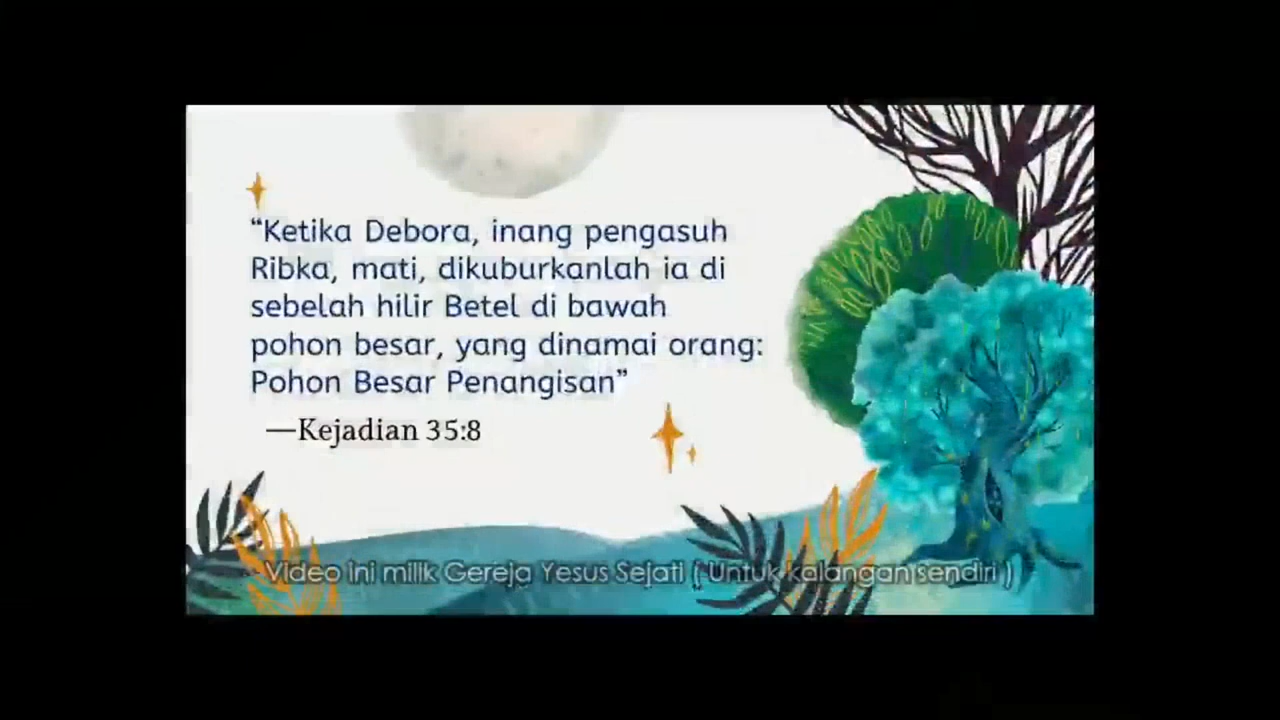 “Ketika Debora, inang pengasuh
Ribka, mati, dikuburkanlah ia di
sebelah hilir Betel di bawah
pohon besar, yang dinamai orang:
Pohon Besar Penangisan”
—Kejadian 35:8
Video ini milik Gereja Yesus Sejati ( Untuk kalangan sendiri )